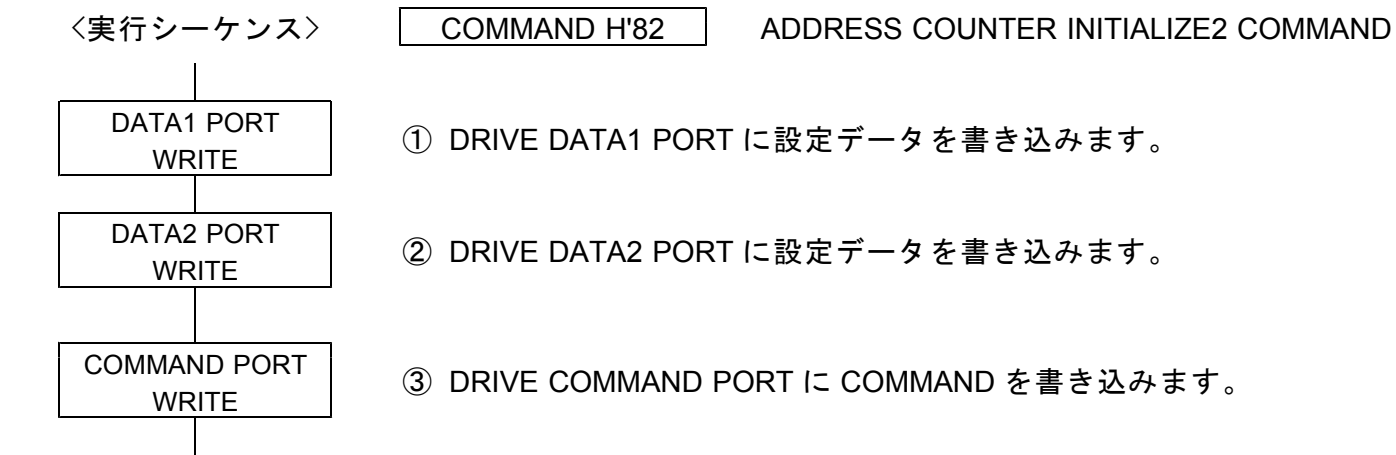 〈実行シーケンス〉 COMMAND H'82 ADDRESS COUNTER INITIALIZE2 COMMAND
DATA1 PORT
WRITE
① DRIVE DATA1 PORT に設定データを書き込みます。
DATA2 PORT
WRITE
② DRIVE DATA2 PORT に設定データを書き込みます。
COMMAND PORT
WRITE
③ DRIVE COMMAND PORT に COMMAND を書き込みます。